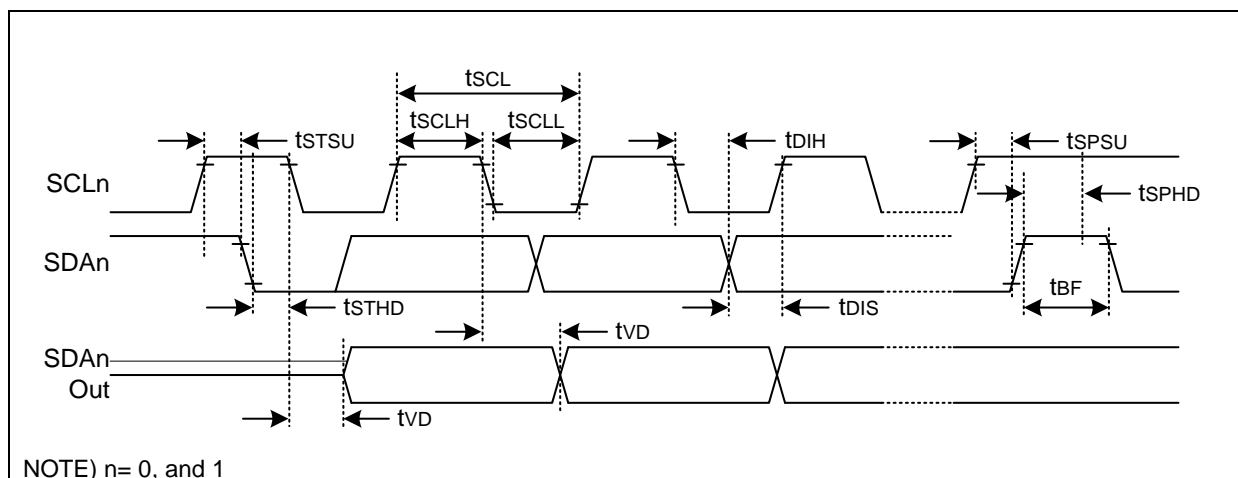 tSCL
tSCLH tSCLL
tSTSU tDIH tSPSU
SCLn
tSPHD
SDAn
tSTHD tDIS tBF
tVD
SDAn
Out
tVD
NOTE) n= 0, and 1